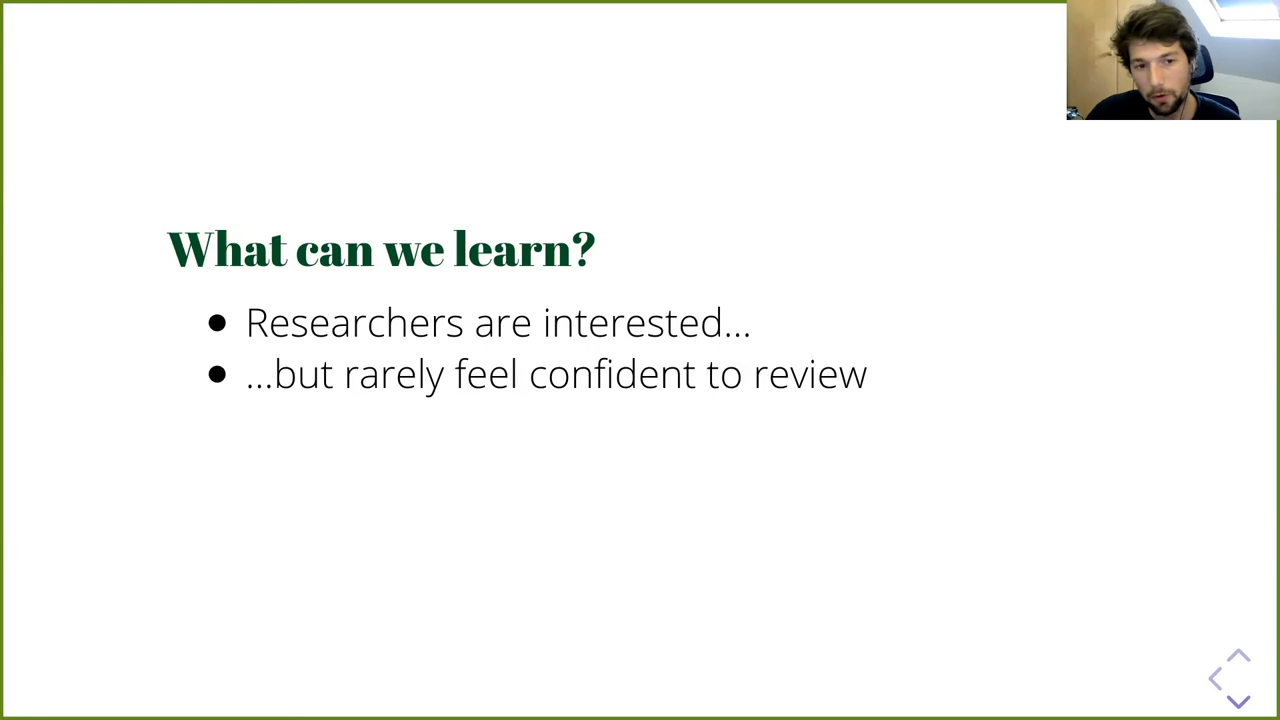 What can we learn?
Researchers are interested...
...but rarely feel confident to review